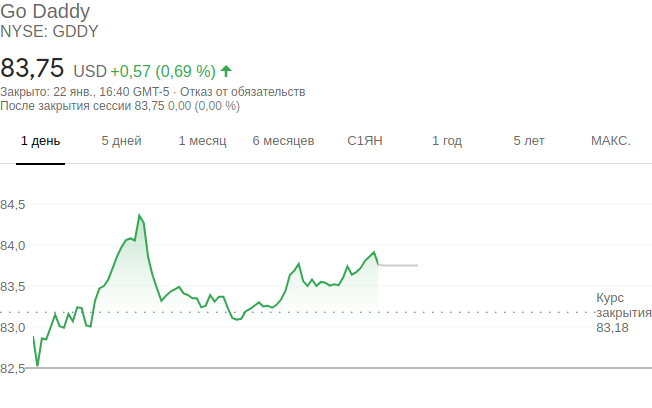 Go Daddy
NYSE: GDDY
83,75 USD +0,57 (0,69 %)
Закрыто: 22 янв., 16:40 GMT-5 · Отказ от обязательств
После закрытия сессии 83,75 0,00 (0,00 %)
1 день 5 дней 1 месяц 6 месяцев С1ЯН 1 год 5 лет МАКС.
84,5
84,0
83,5
Курс
закрытия
83,18
83,0
82,5